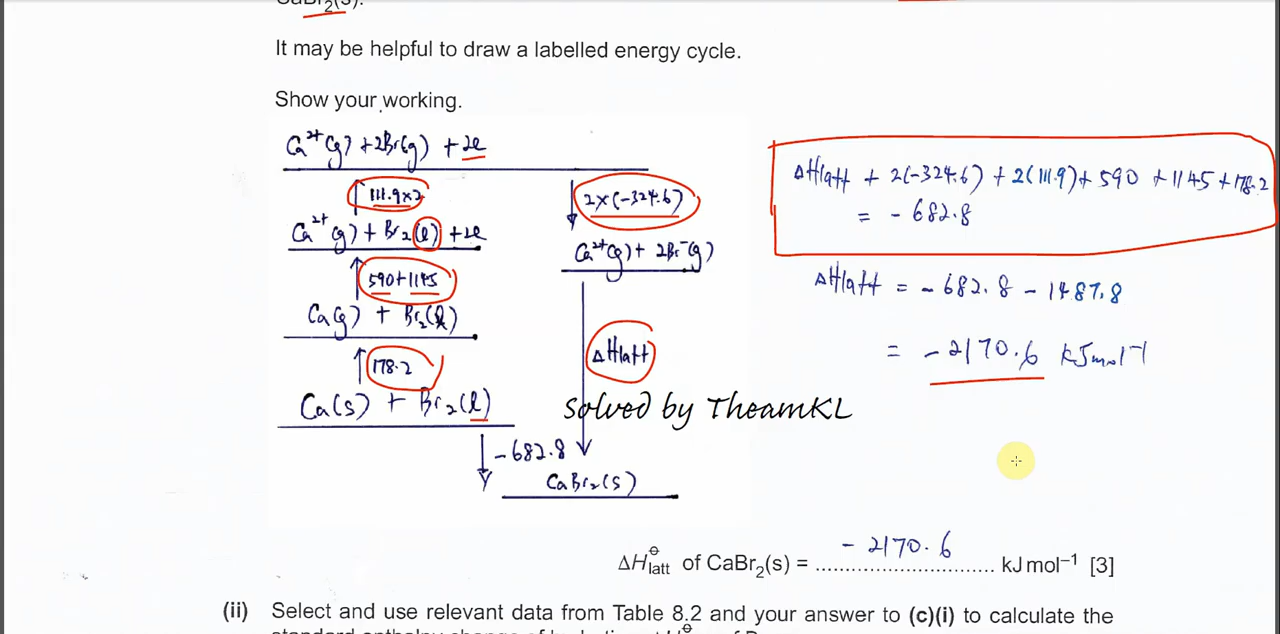 CaBr₂(s).
It may be helpful to draw a labelled energy cycle.
Show your working.
Ca²⁺(g) + 2Br(g) + 2e
111.9×2
2×(−324.6)
Ca²⁺(g) + Br₂(l) + 2e
Ca²⁺(g) + 2Br⁻(g)
590+1145
Ca(g) + Br₂(l)
ΔHlatt
178.2
Ca(s) + Br₂(l)
Solved by TheamKL
−682.8
CaBr₂(s)
ΔHlatt + 2(−324.6) + 2(111.9) + 590 + 1145 + 178.2
= −682.8
ΔHlatt = −682.8 − 1487.8
= −2170.6 kJmol⁻¹
ΔH⦵latt of CaBr₂(s) = −2170.6 kJ mol⁻¹ [3]
(ii) Select and use relevant data from Table 8.2 and your answer to (c)(i) to calculate the